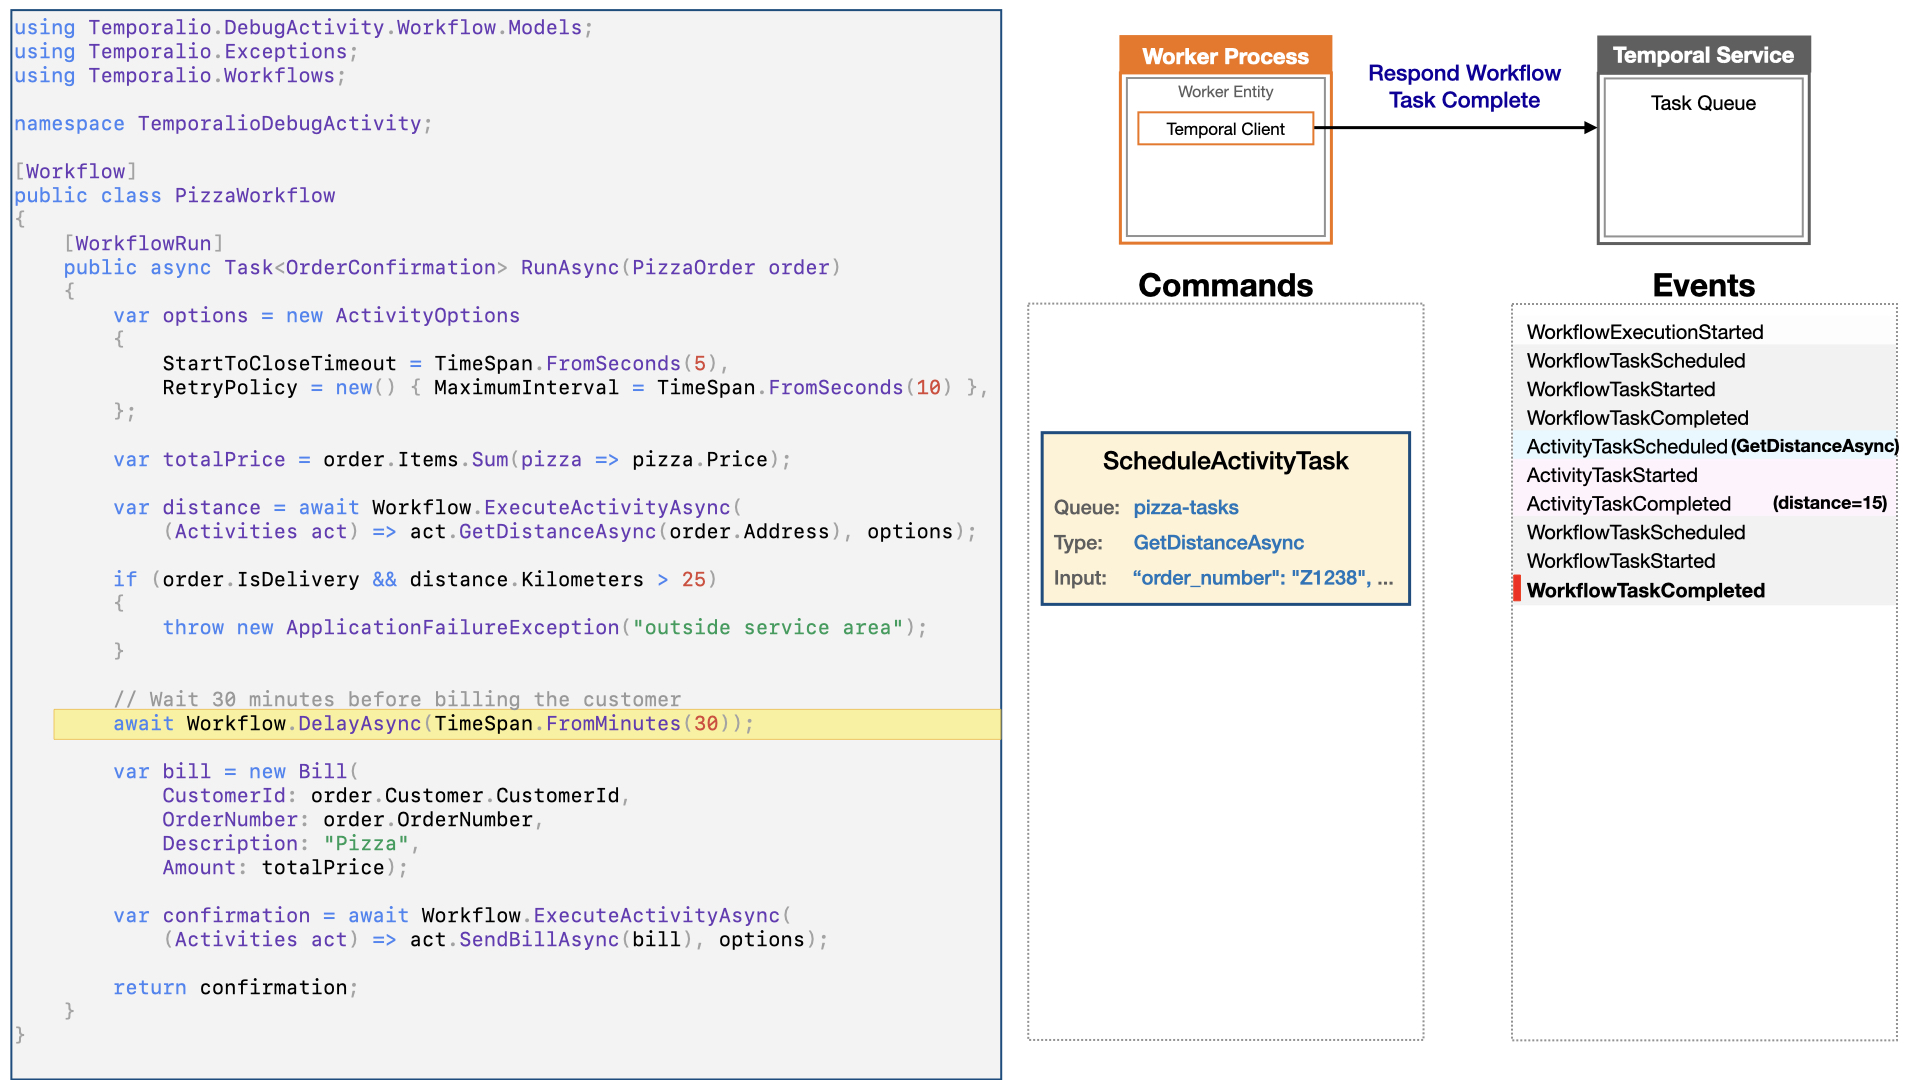 using Temporalio.DebugActivity.Workflow.Models;
using Temporalio.Exceptions;
using Temporalio.Workflows;

namespace TemporalioDebugActivity;

[Workflow]
public class PizzaWorkflow
{
    [WorkflowRun]
    public async Task<OrderConfirmation> RunAsync(PizzaOrder order)
    {
        var options = new ActivityOptions
        {
            StartToCloseTimeout = TimeSpan.FromSeconds(5),
            RetryPolicy = new() { MaximumInterval = TimeSpan.FromSeconds(10) },
        };

        var totalPrice = order.Items.Sum(pizza => pizza.Price);

        var distance = await Workflow.ExecuteActivityAsync(
            (Activities act) => act.GetDistanceAsync(order.Address), options);

        if (order.IsDelivery && distance.Kilometers > 25)
        {
            throw new ApplicationFailureException("outside service area");
        }

        // Wait 30 minutes before billing the customer
        await Workflow.DelayAsync(TimeSpan.FromMinutes(30));

        var bill = new Bill(
            CustomerId: order.Customer.CustomerId,
            OrderNumber: order.OrderNumber,
            Description: "Pizza",
            Amount: totalPrice);

        var confirmation = await Workflow.ExecuteActivityAsync(
            (Activities act) => act.SendBillAsync(bill), options);

        return confirmation;
    }
}
Worker Process
Worker Entity
Temporal Client
Respond Workflow
Task Complete
Temporal Service
Task Queue
Commands
ScheduleActivityTask
Queue: pizza-tasks
Type: GetDistanceAsync
Input: “order_number": "Z1238", ...
Events
WorkflowExecutionStarted
WorkflowTaskScheduled
WorkflowTaskStarted
WorkflowTaskCompleted
ActivityTaskScheduled (GetDistanceAsync)
ActivityTaskStarted
ActivityTaskCompleted (distance=15)
WorkflowTaskScheduled
WorkflowTaskStarted
WorkflowTaskCompleted